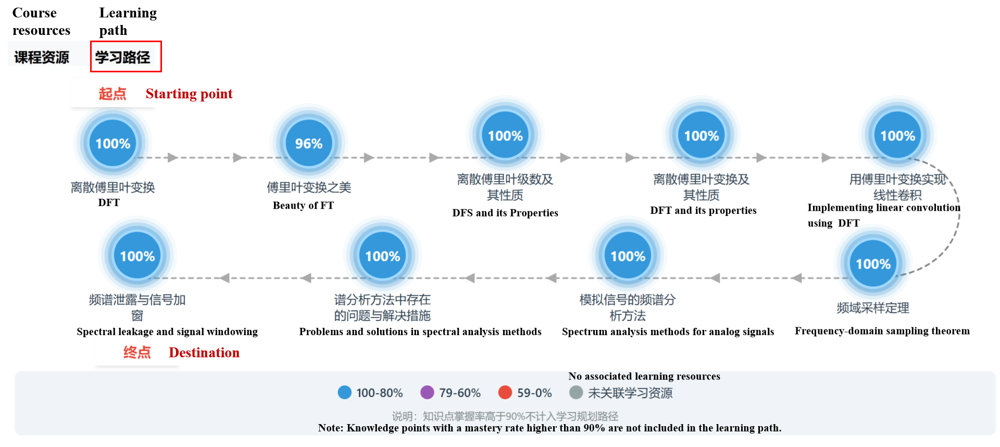 Course
resources
Learning
path
课程资源
学习路径
起点
Starting point
100%
96%
100%
100%
100%
离散傅里叶变换
DFT
傅里叶变换之美
Beauty of FT
离散傅里叶级数及
其性质
DFS and its Properties
离散傅里叶变换及
其性质
DFT and its properties
用傅里叶变换实现
线性卷积
Implementing linear convolution
using DFT
100%
100%
100%
100%
频谱泄露与信号加
窗
Spectral leakage and signal windowing
谱分析方法中存在
的问题与解决措施
Problems and solutions in spectral analysis methods
模拟信号的频谱分
析方法
Spectrum analysis methods for analog signals
频域采样定理
Frequency-domain sampling theorem
终点
Destination
No associated learning resources
100-80%
79-60%
59-0%
未关联学习资源
说明：知识点掌握率高于90%不计入学习规划路径
Note: Knowledge points with a mastery rate higher than 90% are not included in the learning path.